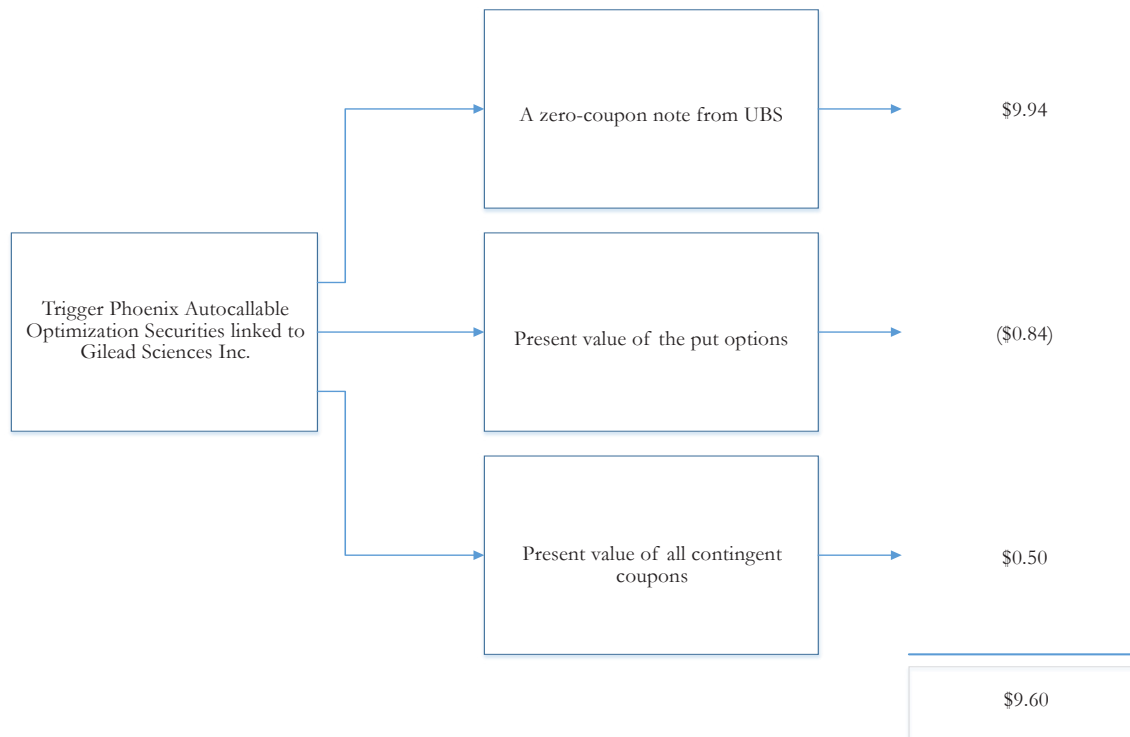 A zero-coupon note from UBS
$9.94
Trigger Phoenix Autocallable
Optimization Securities linked to
Gilead Sciences Inc.
Present value of the put options
($0.84)
Present value of all contingent
coupons
$0.50
$9.60